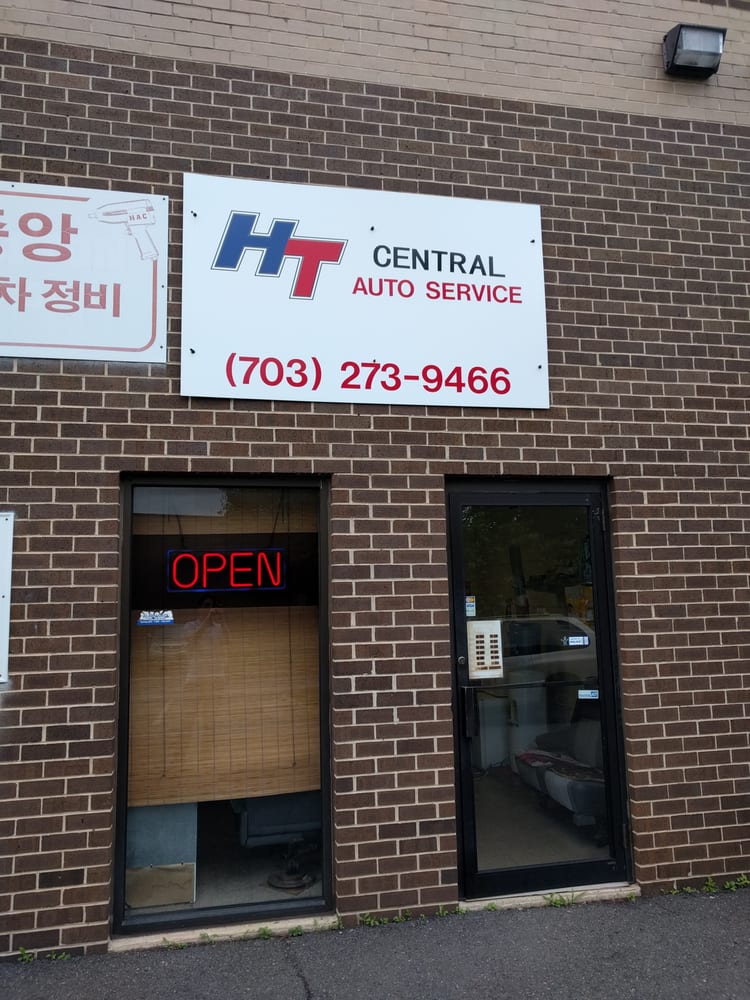 중앙
HAC
차 정비
HT
CENTRAL
AUTO SERVICE
(703) 273-9466
OPEN